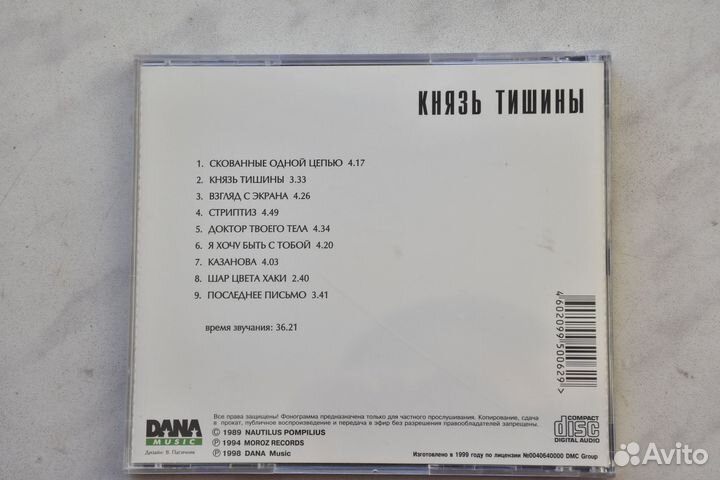 КНЯЗЬ ТИШИНЫ
1. СКОВАННЫЕ ОДНОЙ ЦЕПЬЮ 4.17
2. КНЯЗЬ ТИШИНЫ 3.33
3. ВЗГЛЯД С ЭКРАНА 4.26
4. СТРИПТИЗ 4.49
5. ДОКТОР ТВОЕГО ТЕЛА 4.34
6. Я ХОЧУ БЫТЬ С ТОБОЙ 4.20
7. КАЗАНОВА 4.03
8. ШАР ЦВЕТА ХАКИ 2.40
9. ПОСЛЕДНЕЕ ПИСЬМО 3.41
время звучания: 36.21
4602099500629>
Все права защищены! Фонограмма предназначена только для частного прослушивания. Копирование, сдача
в прокат, публичное воспроизведение и передача в эфир без разрешения правообладателей запрещены.
DANA
MUSIC
Дизайн: В. Пасичник
© 1989 NAUTILUS POMPILIUS
℗ 1994 MOROZ RECORDS
℗ 1998 DANA Music
COMPACT
disc
DIGITAL AUDIO
Изготовлено в 1999 году по лицензии №0040640000 DMC Group
Avito